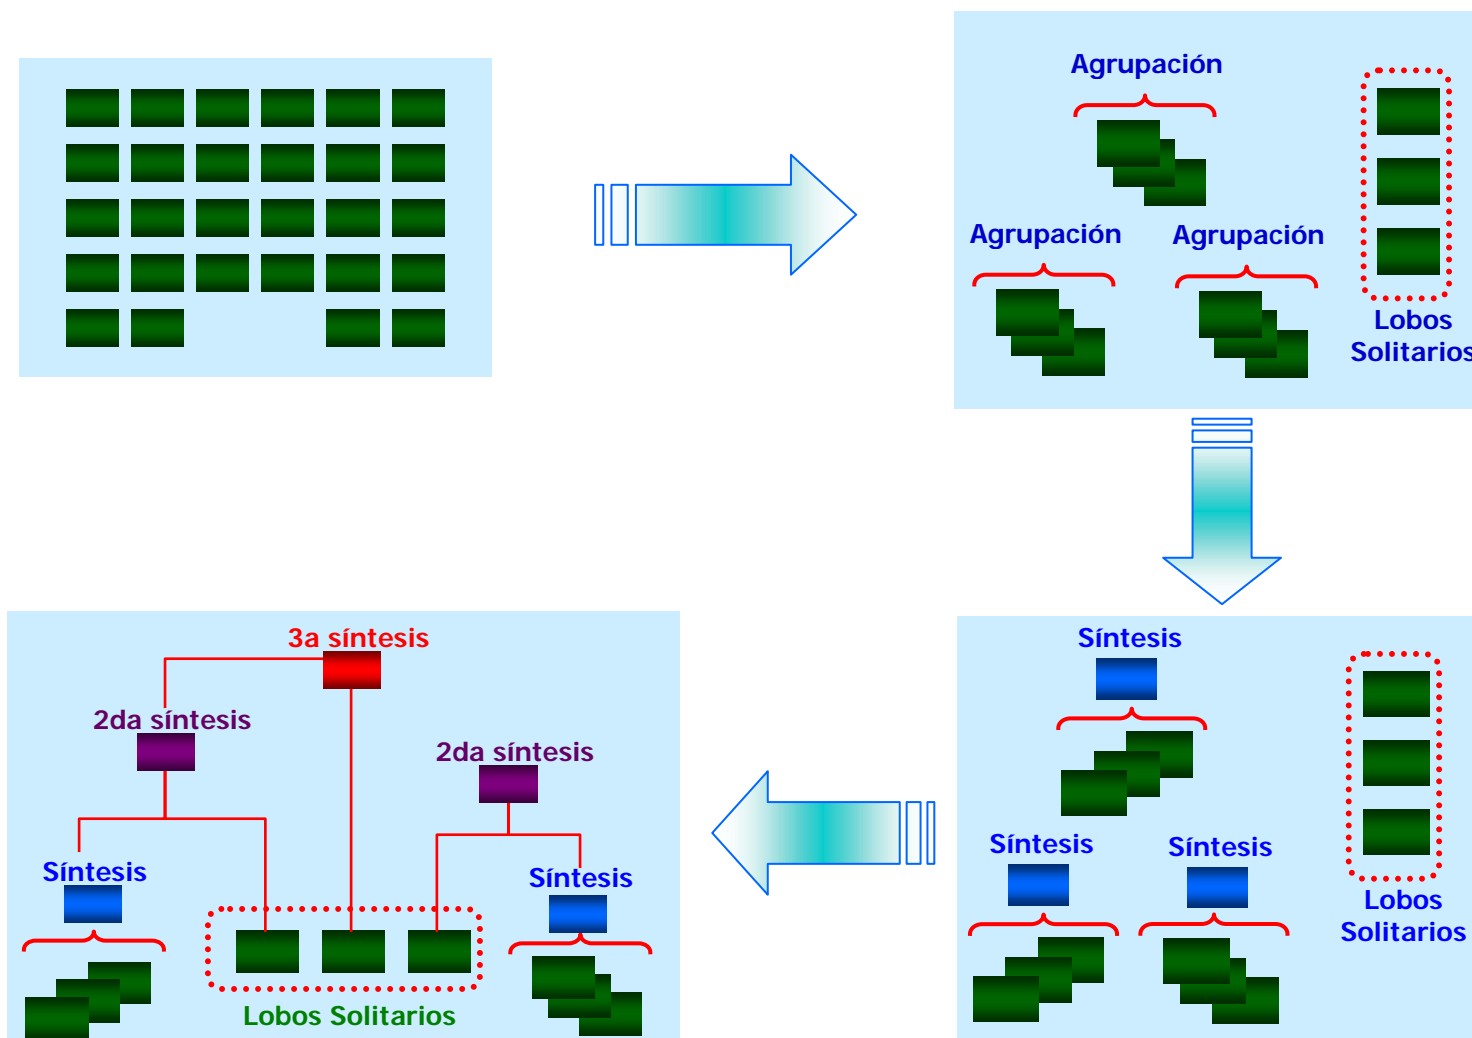 Agrupación
Agrupación
Agrupación
Lobos
Solitarios
Síntesis
Síntesis
Síntesis
Lobos
Solitarios
3a síntesis
2da síntesis
2da síntesis
Síntesis
Síntesis
Lobos Solitarios